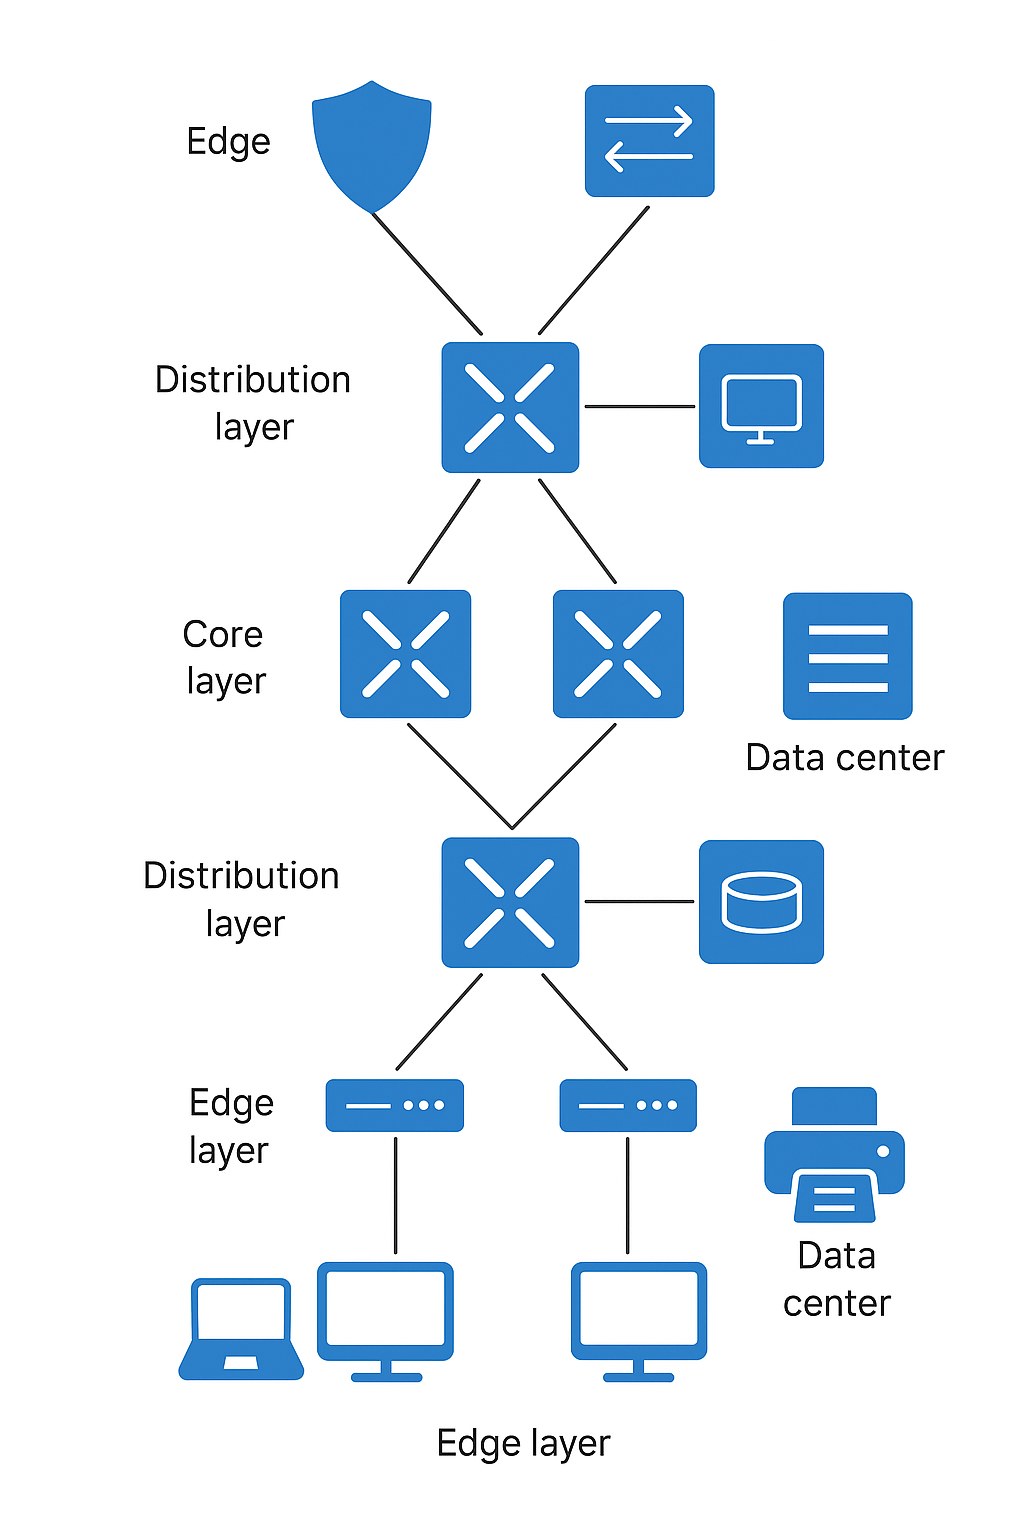 Edge
Distribution
layer
Core
layer
Data center
Distribution
layer
Edge
layer
Data
center
Edge layer